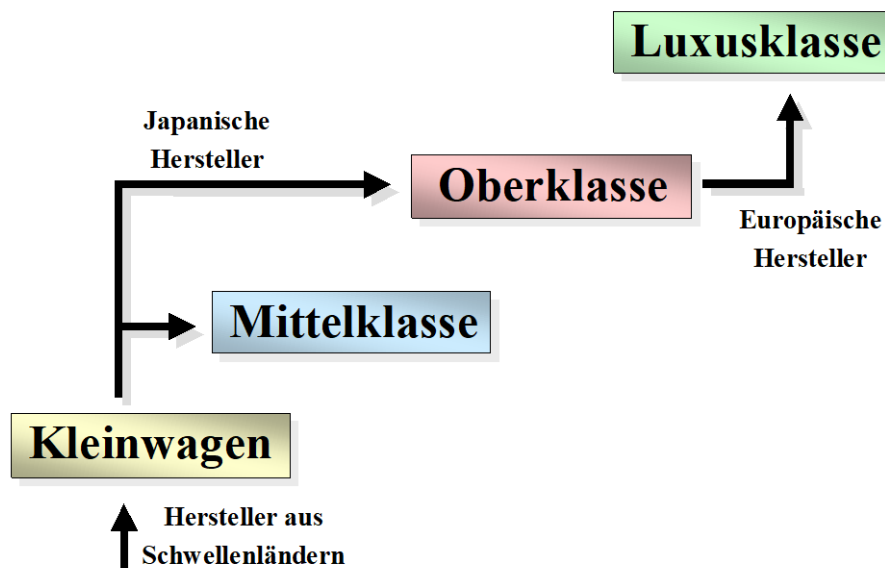 Luxusklasse
Japanische
Hersteller
Oberklasse
Europäische
Hersteller
Mittelklasse
Kleinwagen
Hersteller aus
Schwellenländern